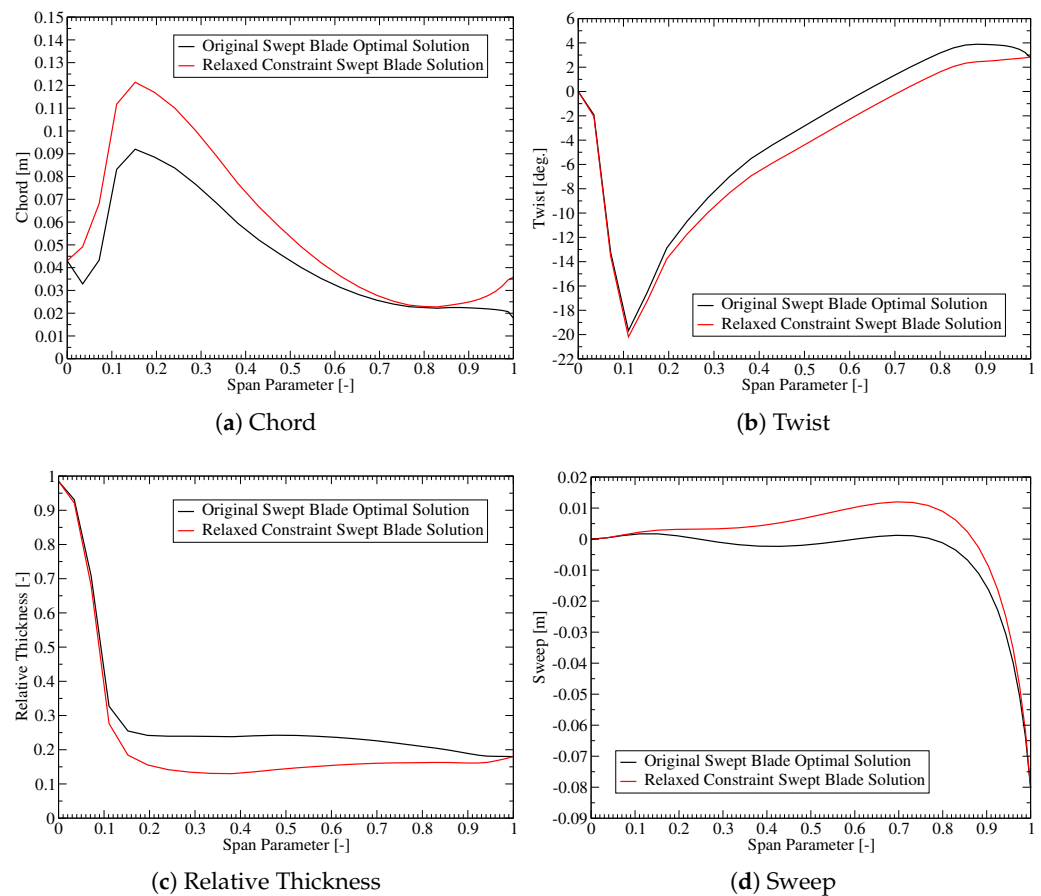 0.15
0.14
0.13
0.12
0.11
0.1
0.09
0.08
0.07
0.06
0.05
0.04
0.03
0.02
0.01
0
Chord [m]
Original Swept Blade Optimal Solution
Relaxed Constraint Swept Blade Solution
0 0.1 0.2 0.3 0.4 0.5 0.6 0.7 0.8 0.9 1
Span Parameter [-]
(a) Chord
6
4
2
0
-2
-4
-6
-8
-10
-12
-14
-16
-18
-20
-22
Twist [deg.]
Original Swept Blade Optimal Solution
Relaxed Constraint Swept Blade Solution
0 0.1 0.2 0.3 0.4 0.5 0.6 0.7 0.8 0.9 1
Span Parameter [-]
(b) Twist
1
0.9
0.8
0.7
0.6
0.5
0.4
0.3
0.2
0.1
0
Relative Thickness [-]
Original Swept Blade Optimal Solution
Relaxed Constraint Swept Blade Solution
0 0.1 0.2 0.3 0.4 0.5 0.6 0.7 0.8 0.9 1
Span Parameter [-]
(c) Relative Thickness
0.02
0.01
0
-0.01
-0.02
-0.03
-0.04
-0.05
-0.06
-0.07
-0.08
-0.09
Sweep [m]
Original Swept Blade Optimal Solution
Relaxed Constraint Swept Blade Solution
0 0.1 0.2 0.3 0.4 0.5 0.6 0.7 0.8 0.9 1
Span Parameter [-]
(d) Sweep